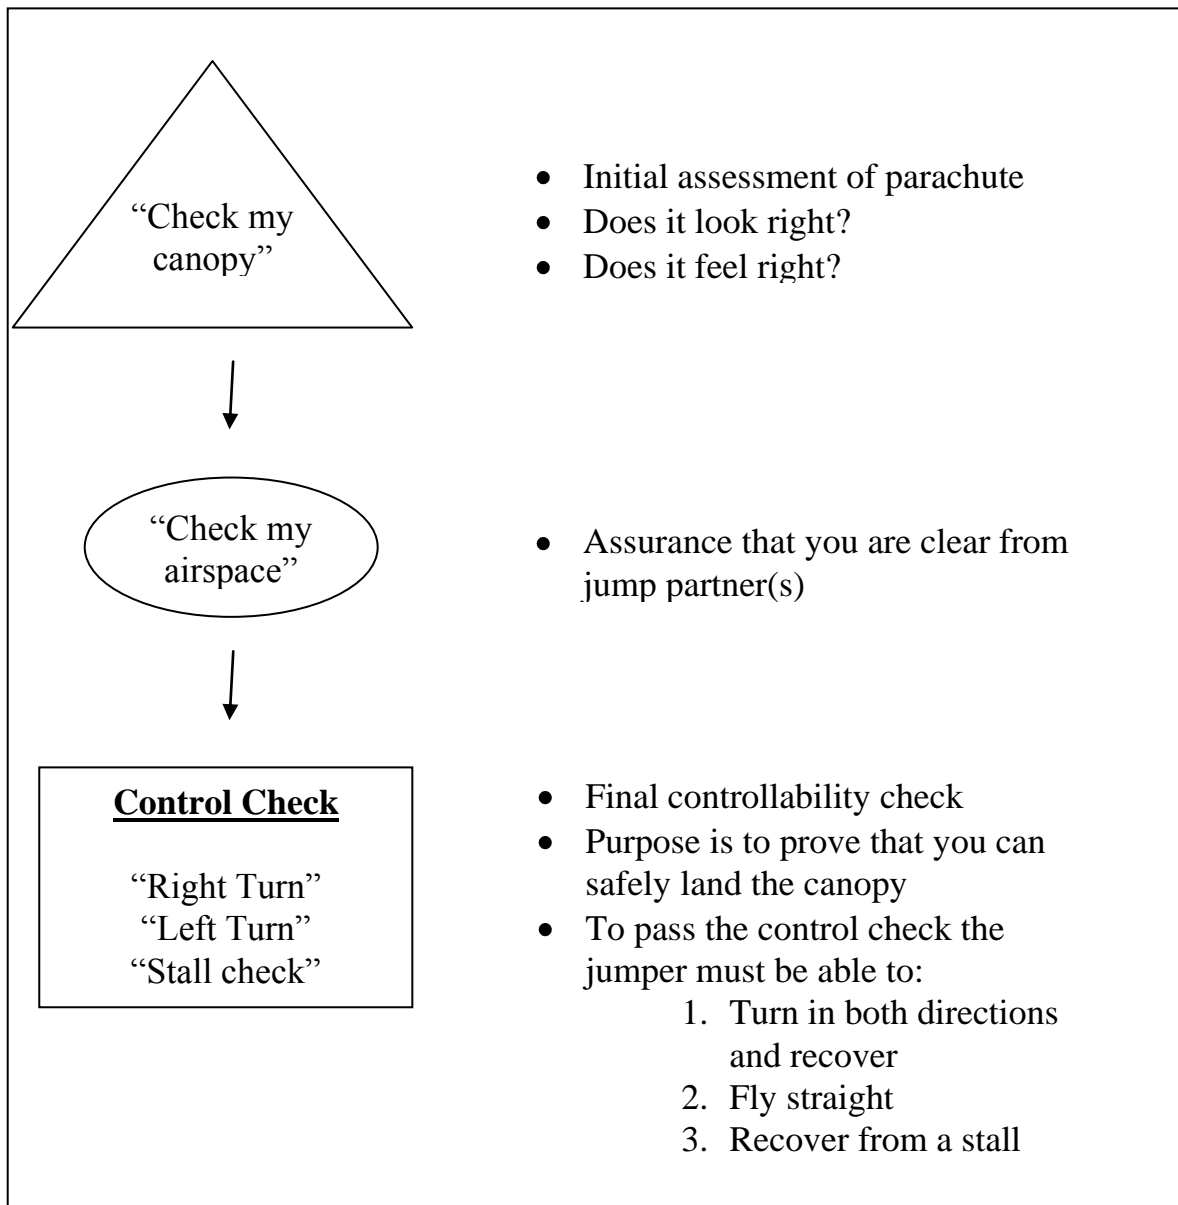 “Check my
canopy”
• Initial assessment of parachute
• Does it look right?
• Does it feel right?
“Check my
airspace”
• Assurance that you are clear from
jump partner(s)
Control Check
“Right Turn”
“Left Turn”
“Stall check”
• Final controllability check
• Purpose is to prove that you can
safely land the canopy
• To pass the control check the
jumper must be able to:
1. Turn in both directions
and recover
2. Fly straight
3. Recover from a stall